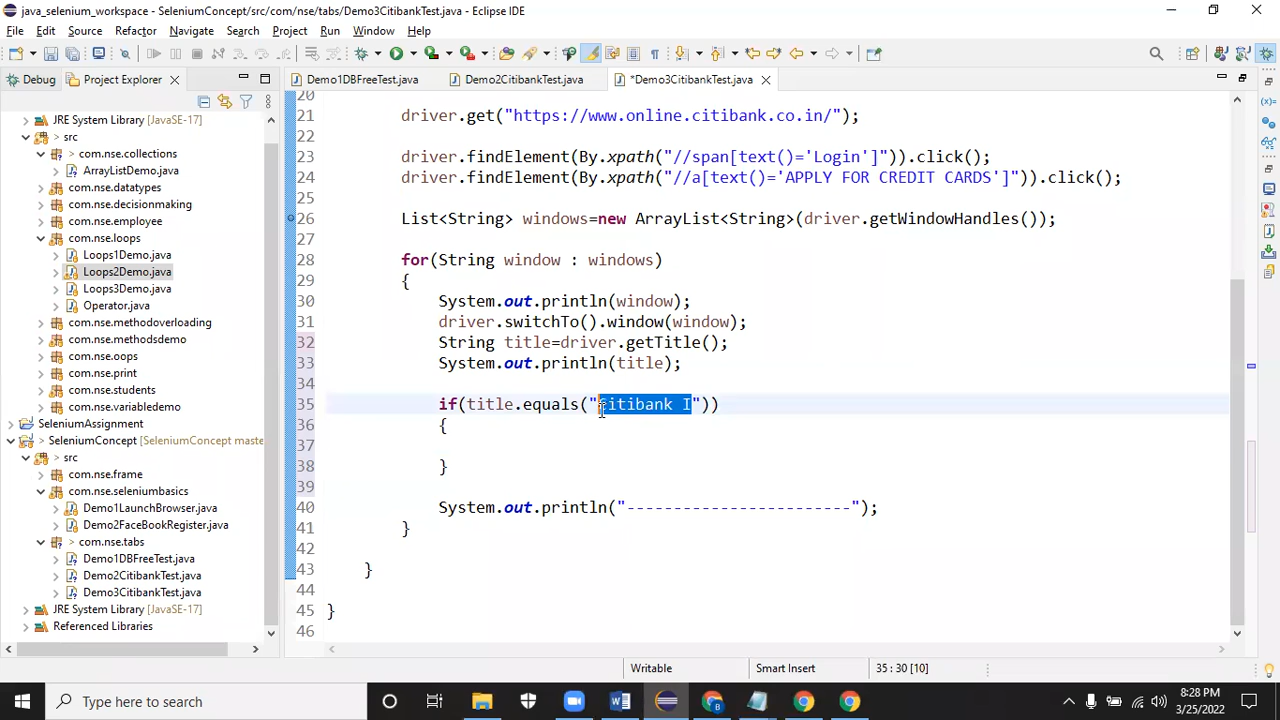 java_selenium_workspace - SeleniumConcept/src/com/nse/tabs/Demo3CitibankTest.java - Eclipse IDE
File Edit Source Refactor Navigate Search Project Run Window Help
Debug Project Explorer Demo1DBFreeTest.java Demo2CitibankTest.java *Demo3CitibankTest.java
JRE System Library [JavaSE-17]
> src
> com.nse.collections
ArrayListDemo.java
com.nse.datatypes
com.nse.decisionmaking
com.nse.employee
com.nse.loops
Loops1Demo.java
Loops2Demo.java
Loops3Demo.java
Operator.java
com.nse.methodoverloading
com.nse.methodsdemo
com.nse.oops
com.nse.print
com.nse.students
com.nse.variabledemo
SeleniumAssignment
> SeleniumConcept [SeleniumConcept master
> src
com.nse.frame
com.nse.seleniumbasics
Demo1LaunchBrowser.java
Demo2FaceBookRegister.java
> com.nse.tabs
Demo1DBFreeTest.java
Demo2CitibankTest.java
Demo3CitibankTest.java
JRE System Library [JavaSE-17]
Referenced Libraries
20
21 driver.get("https://www.online.citibank.co.in/");
22
23 driver.findElement(By.xpath("//span[text()='Login']")).click();
24 driver.findElement(By.xpath("//a[text()='APPLY FOR CREDIT CARDS']")).click();
25
26 List<String> windows=new ArrayList<String>(driver.getWindowHandles());
27
28 for(String window : windows)
29 {
30 System.out.println(window);
31 driver.switchTo().window(window);
32 String title=driver.getTitle();
33 System.out.println(title);
34
35 if(title.equals("Citibank I"))
36 {
37
38 }
39
40 System.out.println("------------------------");
41 }
42
43 }
44
45 }
46
Writable Smart Insert 35 : 30 [10]
Type here to search
8:28 PM
3/25/2022